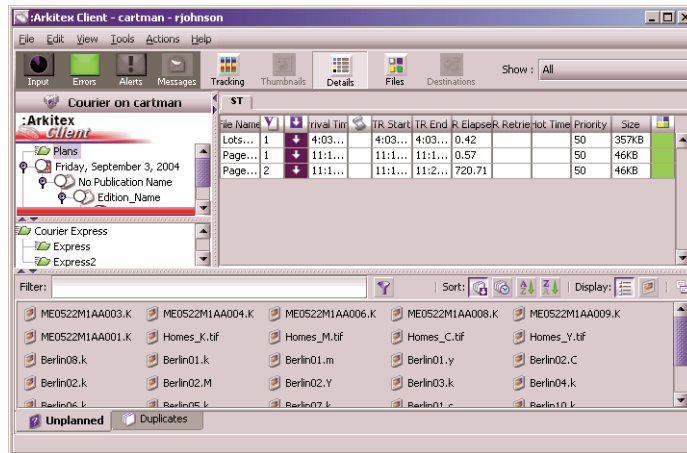 :Arkitex Client - cartman - rjohnson
File Edit View Tools Actions Help
Input Errors Alerts Messages Tracking Thumbnails Details Files Destinations Show : All
Courier on cartman
:Arkitex
Client
Plans
Friday, September 3, 2004
No Publication Name
Edition_Name
Courier Express
Express
Express2
ST
ile Name Y rrival Tim TR Start TR End R Elapse R Retrie Hot Time Priority Size
Lots... 1 4:03... 4:03... 4:03... 0.42 50 357KB
Page... 1 11:1... 11:1... 11:1... 0.57 50 46KB
Page... 2 11:1... 11:1... 11:2... 720.71 50 46KB
Filter: Sort: Display:
ME0522M1AA003.K ME0522M1AA004.K ME0522M1AA006.K ME0522M1AA008.K ME0522M1AA009.K
ME0522M1AA001.K Homes_K.tif Homes_M.tif Homes_C.tif Homes_Y.tif
Berlin08.k Berlin01.k Berlin01.m Berlin01.y Berlin02.C
Berlin02.k Berlin02.M Berlin02.Y Berlin03.k Berlin04.k
Berlin06.k Berlin05.k Berlin07.k Berlin01.c Berlin10.k
Unplanned Duplicates